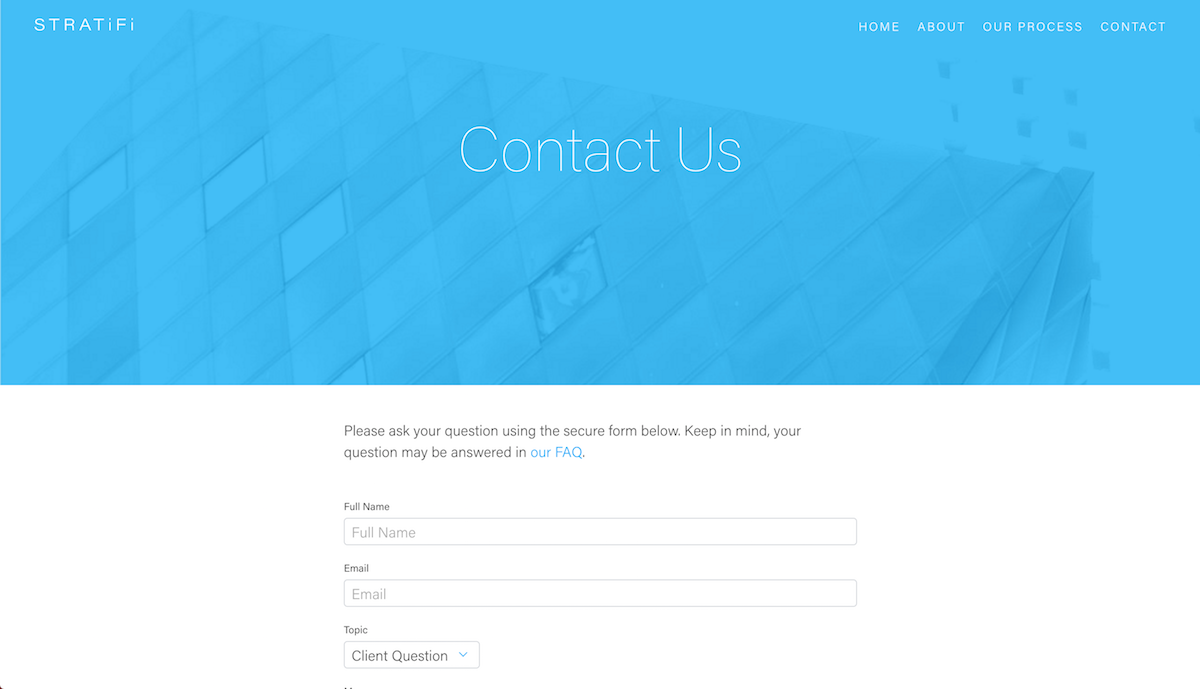 STRATiFi
HOME ABOUT OUR PROCESS CONTACT
Contact Us
Please ask your question using the secure form below. Keep in mind, your
question may be answered in our FAQ.
Full Name
Full Name
Email
Email
Topic
Client Question